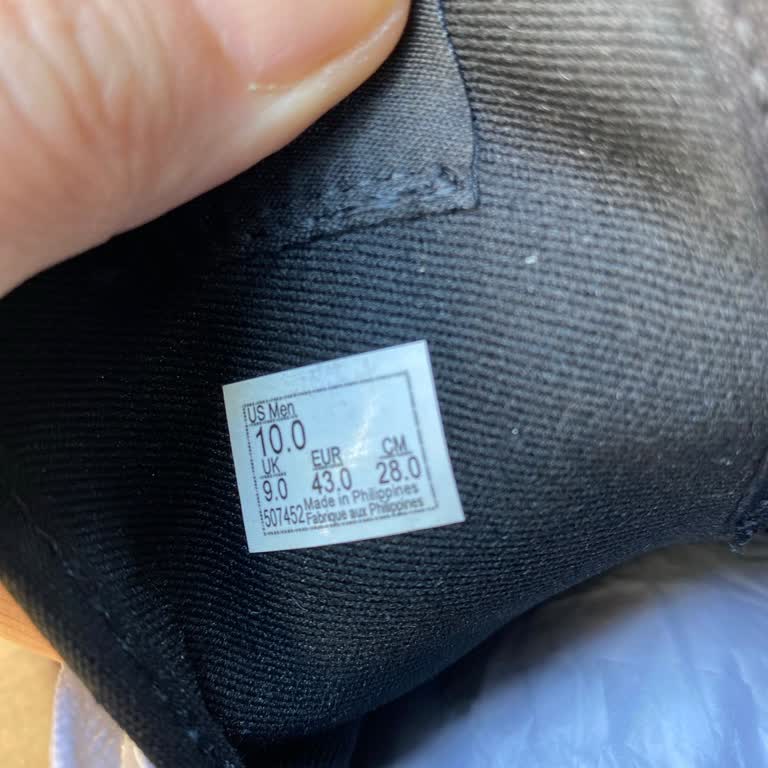 US Men
10.0
UK EUR CM
9.0 43.0 28.0
Made in Philippines
507452 Fabrique aux Philippines